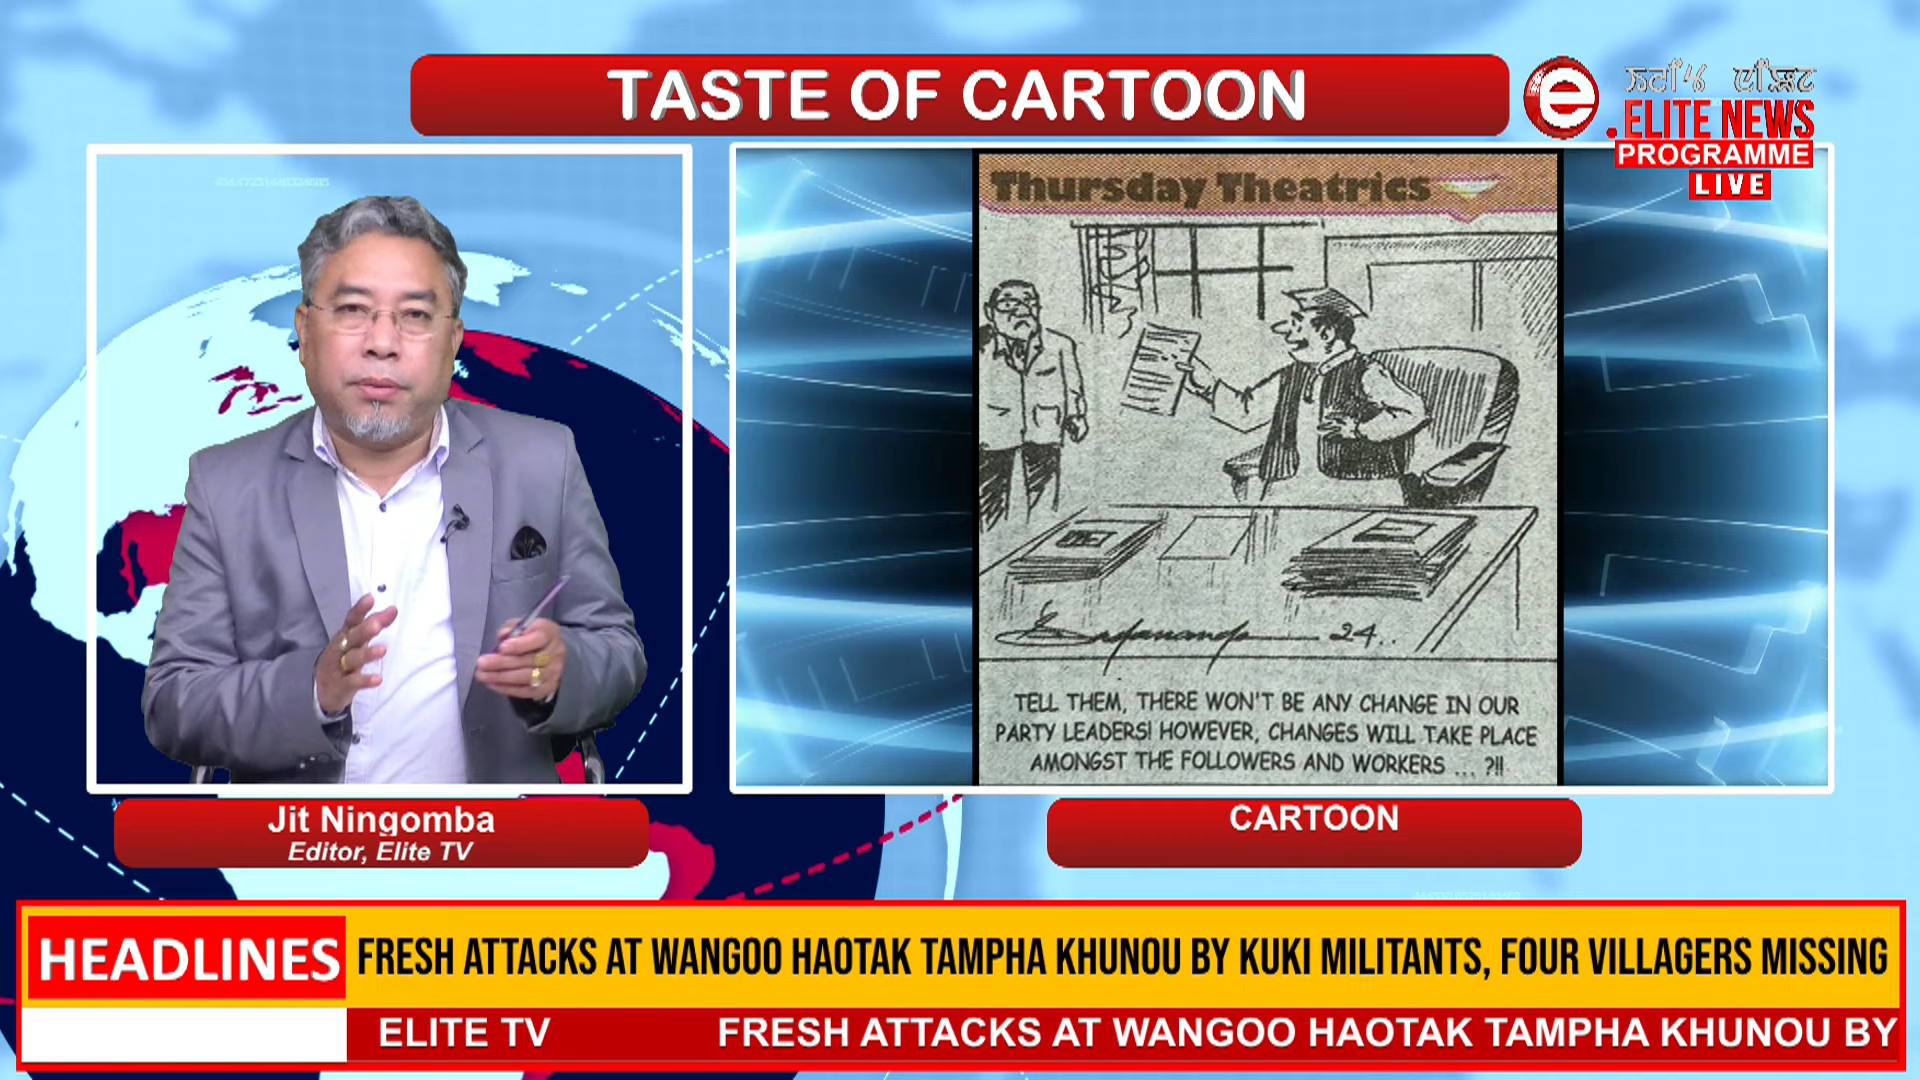 TASTE OF CARTOON
e
ꯏꯂꯥꯏꯠ
ELITE NEWS
PROGRAMME
LIVE
Thursday Theatrics
Sadananda 24..
TELL THEM, THERE WON'T BE ANY CHANGE IN OUR
PARTY LEADERS! HOWEVER, CHANGES WILL TAKE PLACE
AMONGST THE FOLLOWERS AND WORKERS ... ?!!
Jit Ningomba
Editor, Elite TV
CARTOON
HEADLINES
FRESH ATTACKS AT WANGOO HAOTAK TAMPHA KHUNOU BY KUKI MILITANTS, FOUR VILLAGERS MISSING
ELITE TV FRESH ATTACKS AT WANGOO HAOTAK TAMPHA KHUNOU BY